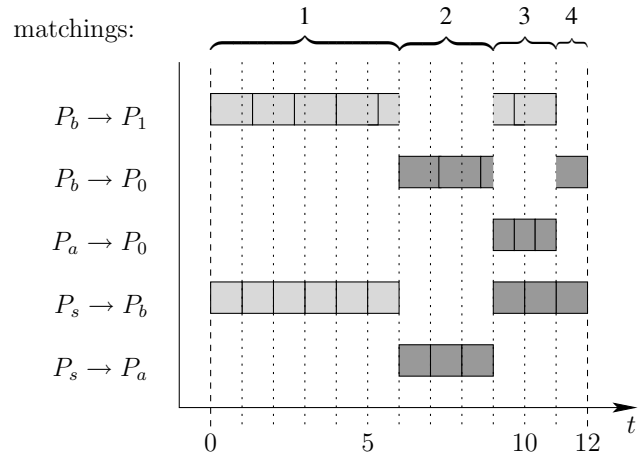 matchings: 1 2 3 4
P_b → P_1
P_b → P_0
P_a → P_0
P_s → P_b
P_s → P_a
t
0 5 10 12